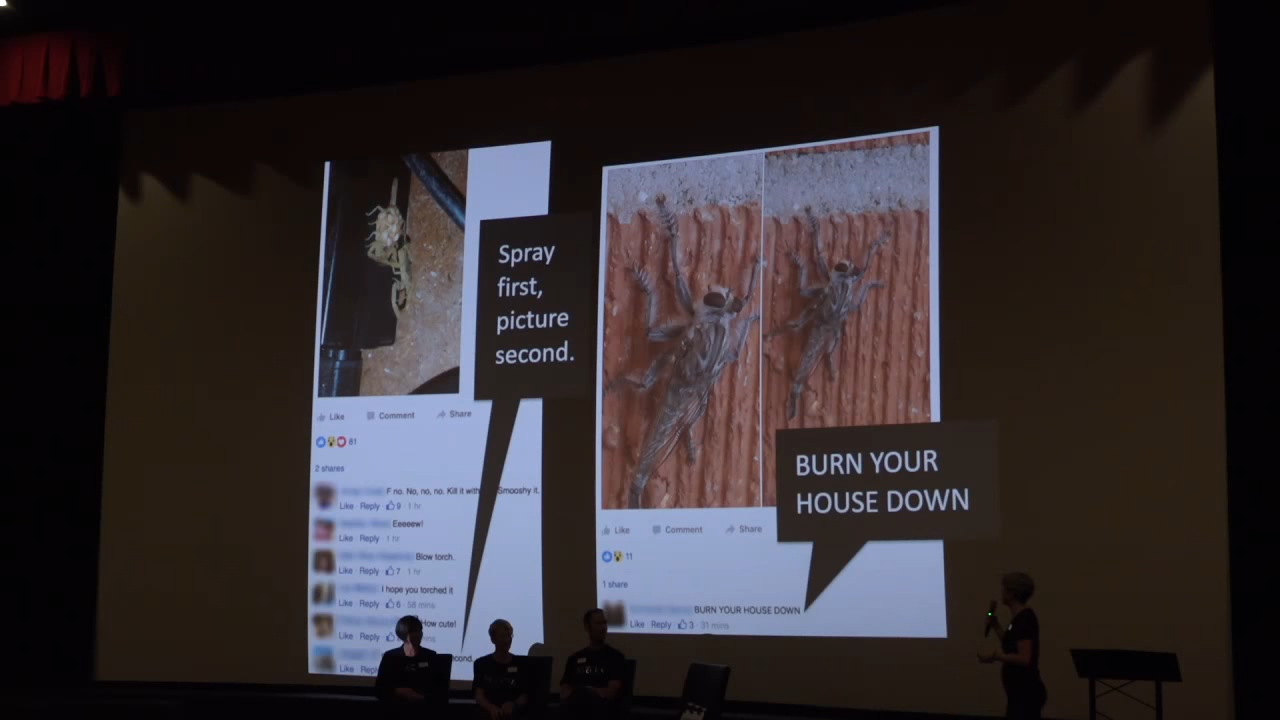 Spray
first,
picture
second.
Like Comment Share
81
2 shares
F no. No, no, no. Kill it with Smooshy it.
Like Reply 9 1 hr
Eeeeew!
Like Reply 1 hr
Blow torch.
Like Reply 7 1 hr
I hope you torched it
Like Reply 6 58 mins
How cute!
Like Reply
econd.
Like
BURN YOUR
HOUSE DOWN
Like Comment Share
11
1 share
BURN YOUR HOUSE DOWN
Like Reply 3 31 mins